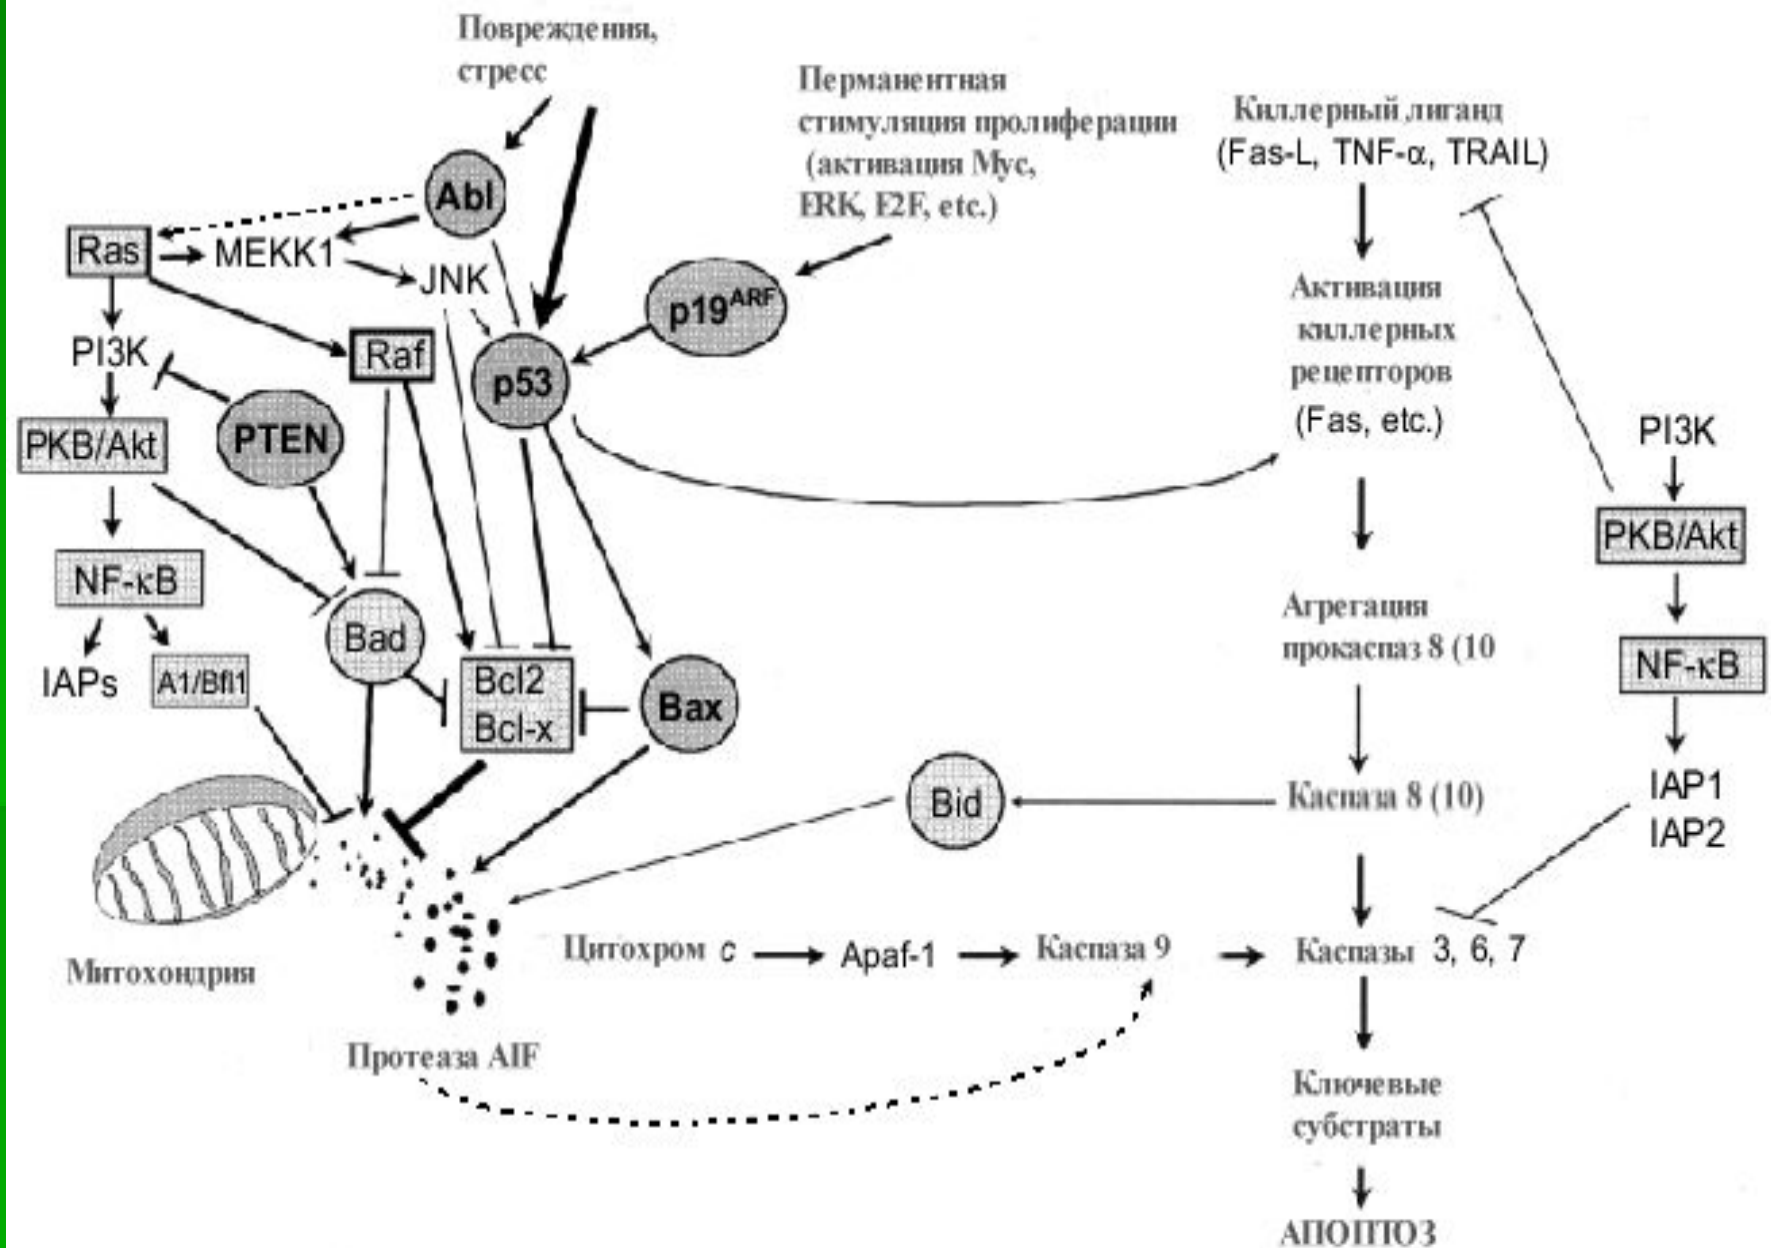 Повреждения,
стресс
Перманентная
стимуляция пролиферации
(активация Myc,
ERK, E2F, etc.)
Киллерный лиганд
(Fas-L, TNF-α, TRAIL)
Abl
Ras
MEKK1
JNK
p19ARF
Активация
киллерных
рецепторов
(Fas, etc.)
PI3K
Raf
p53
PKB/Akt
PTEN
PI3K
PKB/Akt
NF-κB
Bad
Агрегация
прокаспаз 8 (10
NF-κB
IAPs
A1/Bfl1
Bcl2
Bcl-x
Bax
Bid
Каспаза 8 (10)
IAP1
IAP2
Митохондрия
Цитохром c
Apaf-1
Каспаза 9
Каспазы 3, 6, 7
Протеаза AIF
Ключевые
субстраты
АПОПТОЗ